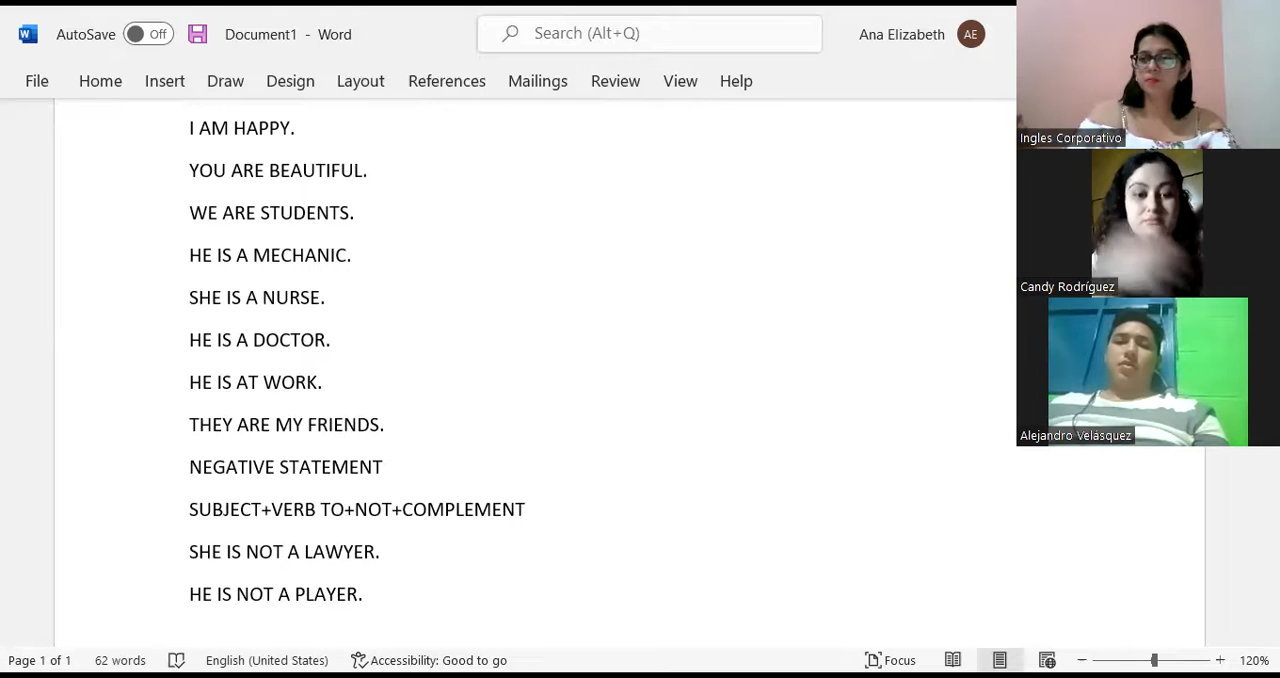 AutoSave Off Document1 - Word Search (Alt+Q) Ana Elizabeth AE
File Home Insert Draw Design Layout References Mailings Review View Help
I AM HAPPY.
YOU ARE BEAUTIFUL.
WE ARE STUDENTS.
HE IS A MECHANIC.
SHE IS A NURSE.
HE IS A DOCTOR.
HE IS AT WORK.
THEY ARE MY FRIENDS.
NEGATIVE STATEMENT
SUBJECT+VERB TO+NOT+COMPLEMENT
SHE IS NOT A LAWYER.
HE IS NOT A PLAYER.
Ingles Corporativo
Candy Rodríguez
Alejandro Velásquez
Page 1 of 1 62 words English (United States) Accessibility: Good to go Focus 120%